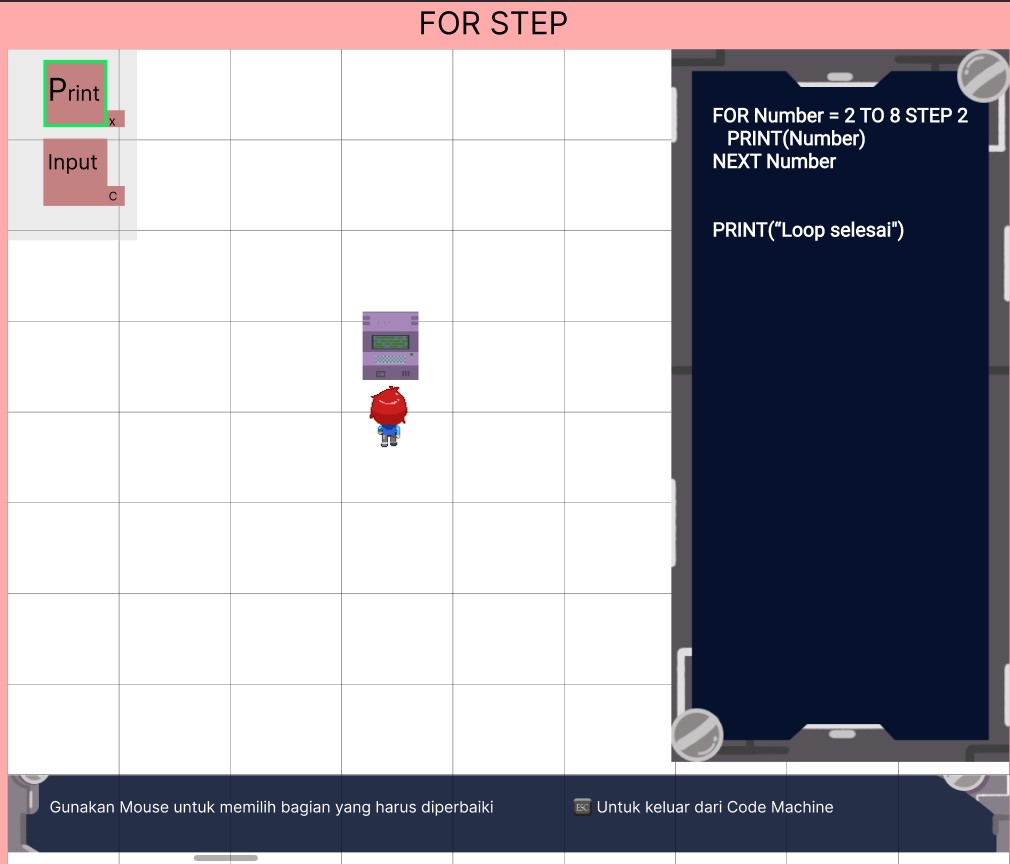 FOR STEP
Print
x
Input
C
FOR Number = 2 TO 8 STEP 2
PRINT(Number)
NEXT Number
PRINT(“Loop selesai")
Gunakan Mouse untuk memilih bagian yang harus diperbaiki
ESC Untuk keluar dari Code Machine